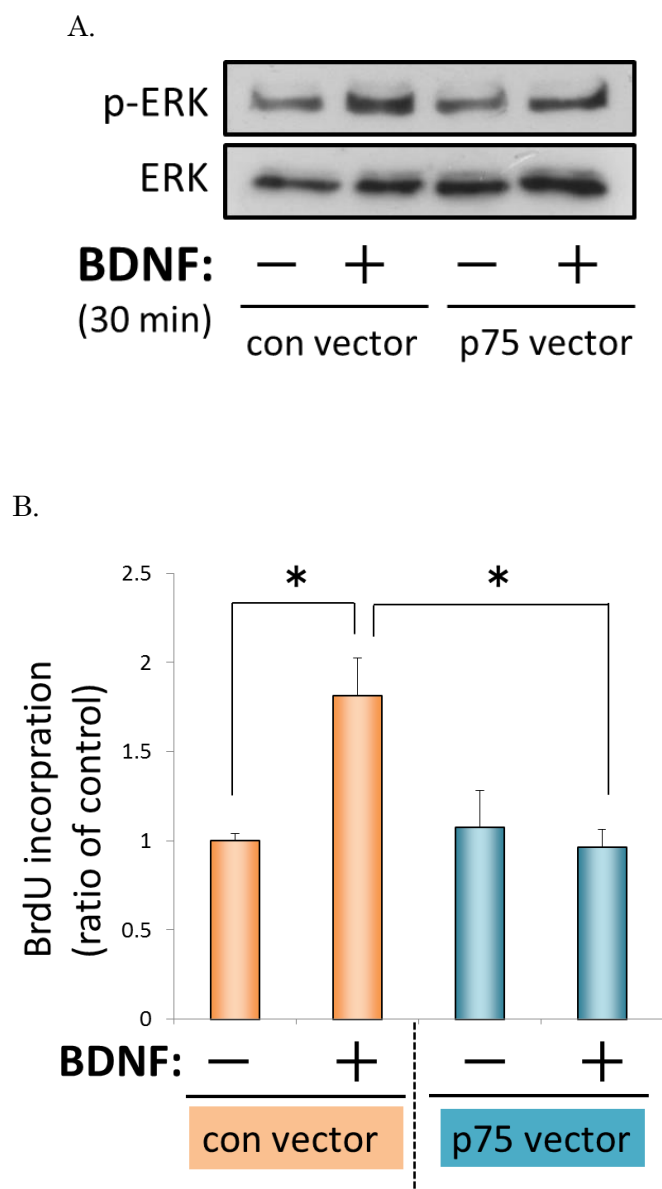 A.
p-ERK
ERK
BDNF: − + − +
(30 min)
con vector p75 vector
B.
BrdU incorpration
(ratio of control)
2.5
2
1.5
1
0.5
0
* *
BDNF: − + − +
con vector p75 vector